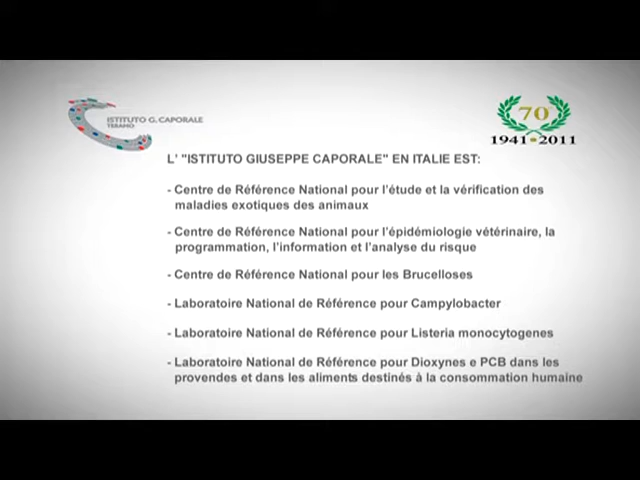 ISTITUTO G. CAPORALE
TERAMO
70°
1941 • 2011
L' "ISTITUTO GIUSEPPE CAPORALE" EN ITALIE EST:
- Centre de Référence National pour l'étude et la vérification des
maladies exotiques des animaux
- Centre de Référence National pour l'épidémiologie vétérinaire, la
programmation, l'information et l'analyse du risque
- Centre de Référence National pour les Brucelloses
- Laboratoire National de Référence pour Campylobacter
- Laboratoire National de Référence pour Listeria monocytogenes
- Laboratoire National de Référence pour Dioxynes e PCB dans les
provendes et dans les aliments destinés à la consommation humaine